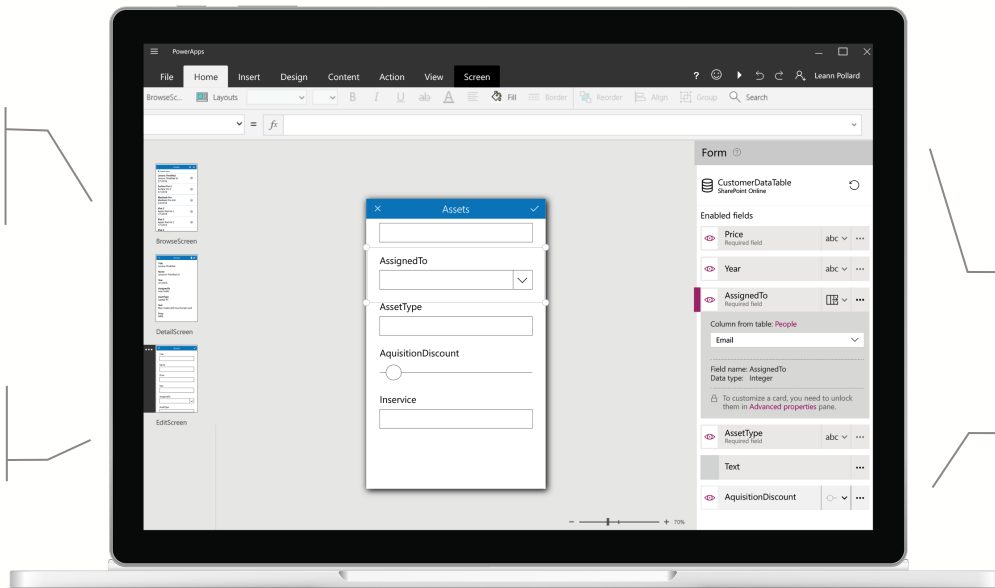 PowerApps
File Home Insert Design Content Action View Screen ? Leann Pollard
BrowseSc... Layouts B I U ab A Fill Border Reorder Align Group Search
= fx
Form
CustomerDataTable
SharePoint Online
Enabled fields
Price
Required field
abc
Year
abc
AssignedTo
Required field
Column from table: People
Email
Field name: AssignedTo
Data type: Integer
To customize a card, you need to unlock
them in Advanced properties pane.
AssetType
Required field
abc
Text
AquisitionDiscount
BrowseScreen
DetailScreen
EditScreen
Assets
AssignedTo
AssetType
AquisitionDiscount
Inservice
70%